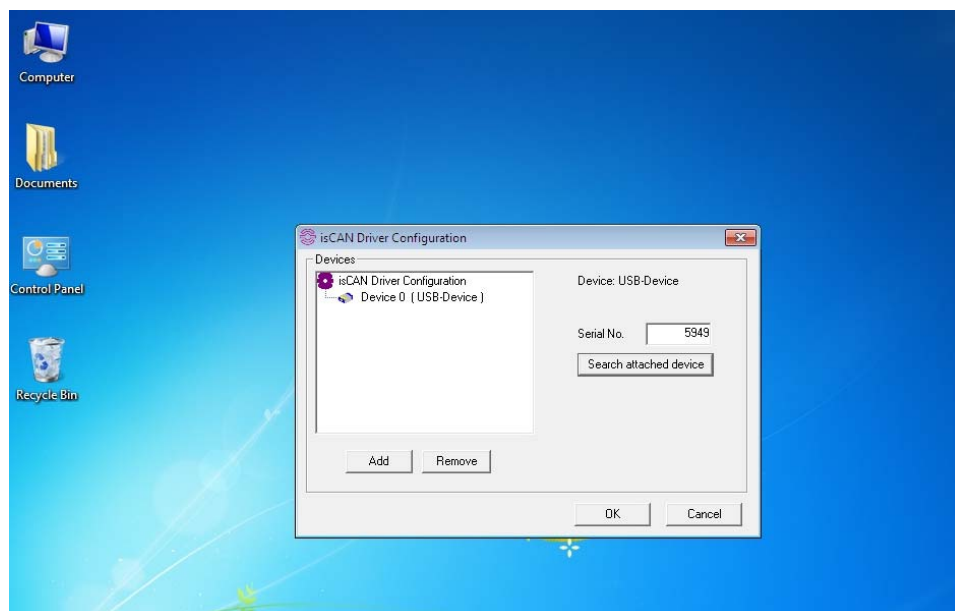 Computer
Documents
Control Panel
Recycle Bin
isCAN Driver Configuration
Devices
isCAN Driver Configuration
Device 0 ( USB-Device )
Device: USB-Device
Serial No. 5949
Search attached device
Add Remove
OK Cancel